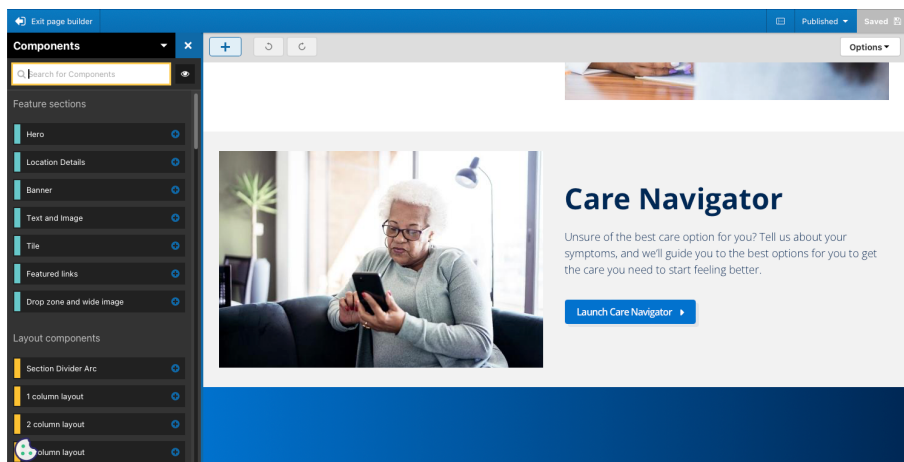 Exit page builder
Published
Saved
Components
Options
Search for Components
Feature sections
Hero
Location Details
Banner
Text and Image
Tile
Featured links
Drop zone and wide image
Layout components
Section Divider Arc
1 column layout
2 column layout
column layout
Care Navigator
Unsure of the best care option for you? Tell us about your
symptoms, and we'll guide you to the best options for you to get
the care you need to start feeling better.
Launch Care Navigator